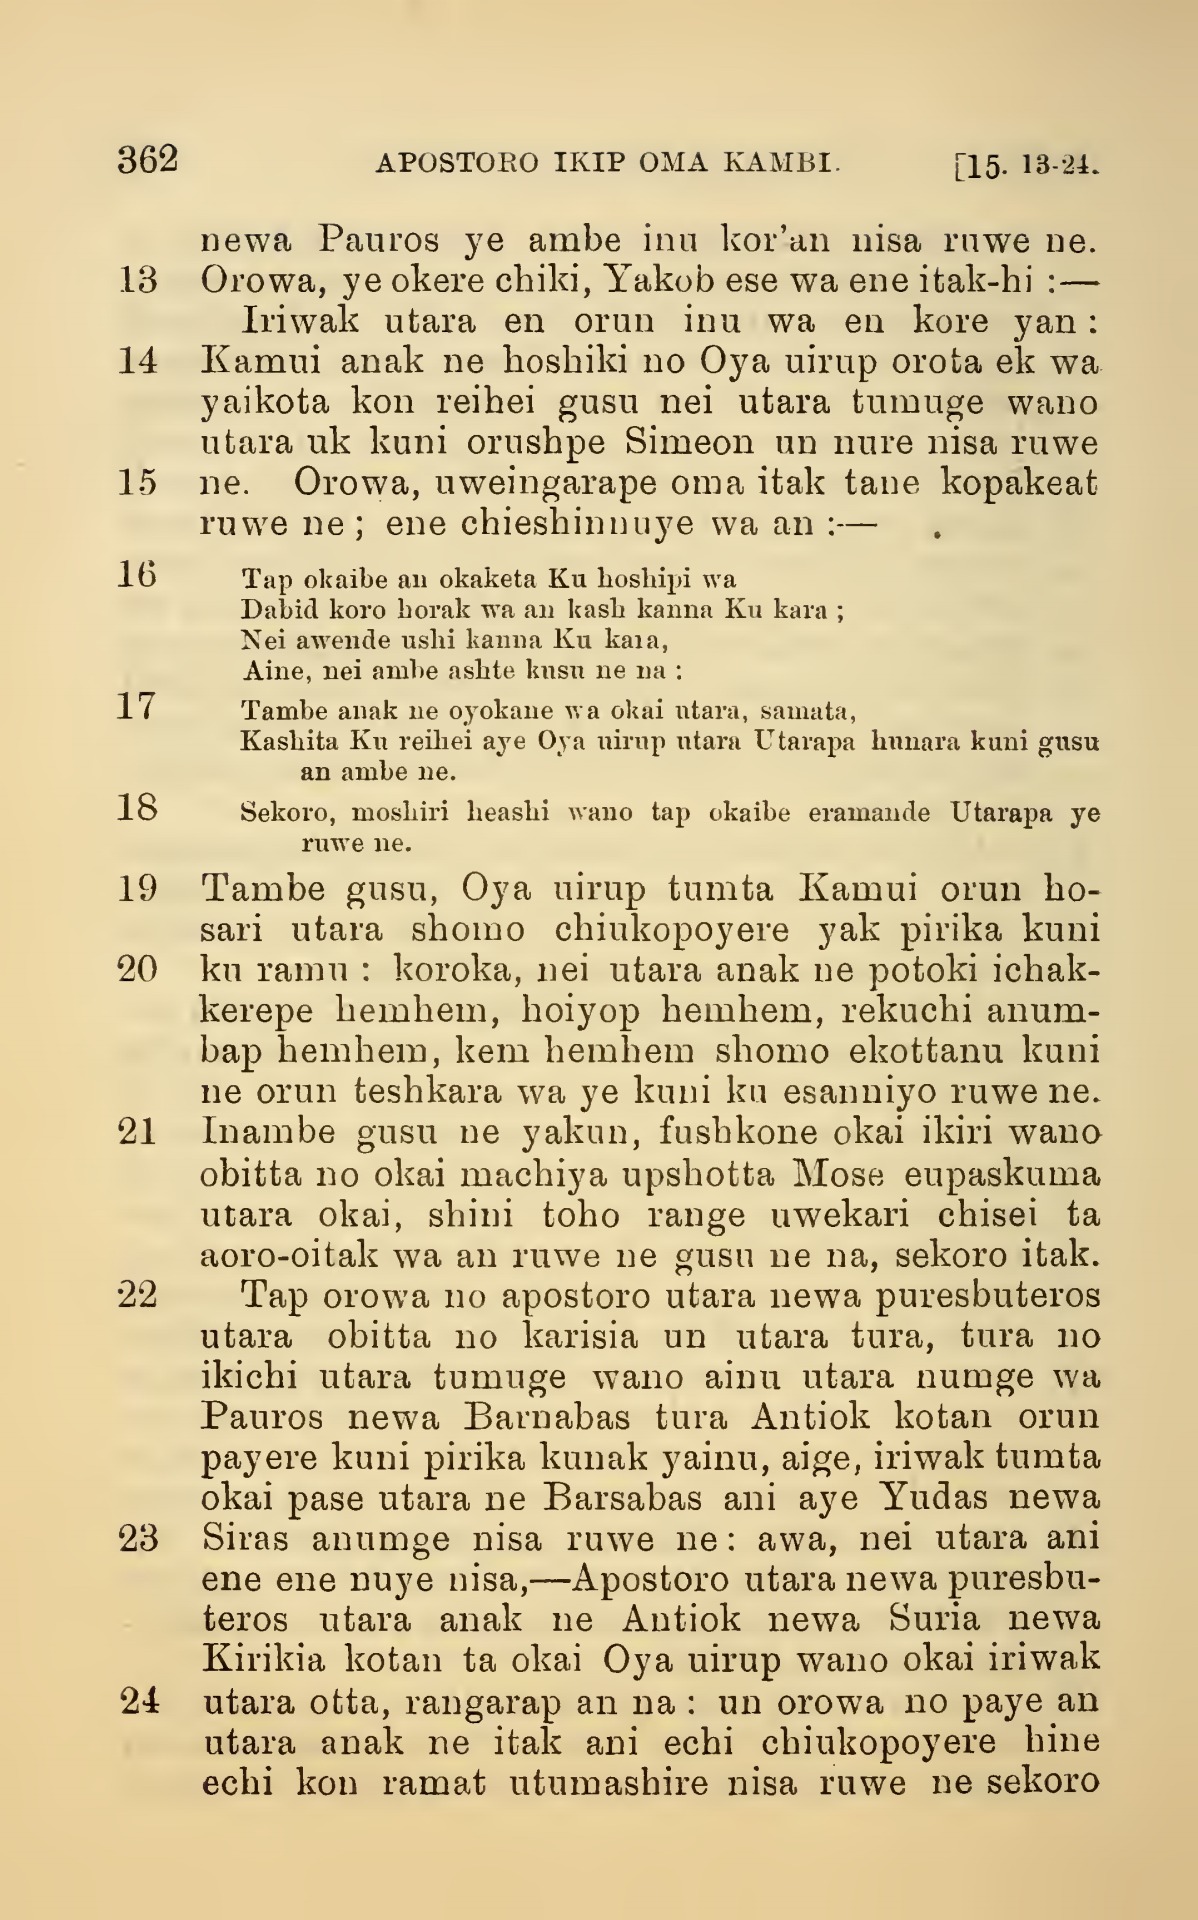 362 APOSTORO IKIP OMA KAMBI. [15. 13-24.
newa Pauros ye ambe inu kor'an nisa ruwe ne.
13 Orowa, ye okere chiki, Yakob ese wa ene itak-hi :—
Iriwak utara en orun inu wa en kore yan :
14 Kamui anak ne hoshiki no Oya uirup orota ek wa
yaikota kon reihei gusu nei utara tumuge wano
utara uk kuni orushpe Simeon un nure nisa ruwe
15 ne. Orowa, uweingarape oma itak tane kopakeat
ruwe ne ; ene chieshinnuye wa an :—
16 Tap okaibe an okaketa Ku hoshipi wa
Dabid koro horak wa an kash kanna Ku kara ;
Nei awende ushi kanna Ku kara,
Aine, nei ambe ashte kusu ne na :
17 Tambe anak ne oyokane wa okai utara, samata,
Kashita Ku reihei aye Oya uirup utara Utarapa hunara kuni gusu
an ambe ne.
18 Sekoro, moshiri heashi wano tap okaibe eramande Utarapa ye
ruwe ne.
19 Tambe gusu, Oya uirup tumta Kamui orun ho-
sari utara shomo chiukopoyere yak pirika kuni
20 ku ramu : koroka, nei utara anak ne potoki ichak-
kerepe hemhem, hoiyop hemhem, rekuchi anum-
bap hemhem, kem hemhem shomo ekottanu kuni
ne orun teshkara wa ye kuni ku esanniyo ruwe ne.
21 Inambe gusu ne yakun, fushkone okai ikiri wano
obitta no okai machiya upshotta Mose eupaskuma
utara okai, shini toho range uwekari chisei ta
aoro-oitak wa an ruwe ne gusu ne na, sekoro itak.
22 Tap orowa no apostoro utara newa puresbuteros
utara obitta no karisia un utara tura, tura no
ikichi utara tumuge wano ainu utara numge wa
Pauros newa Barnabas tura Antiok kotan orun
payere kuni pirika kunak yainu, aige, iriwak tumta
okai pase utara ne Barsabas ani aye Yudas newa
23 Siras anumge nisa ruwe ne : awa, nei utara ani
ene ene nuye nisa,—Apostoro utara newa puresbu-
teros utara anak ne Antiok newa Suria newa
Kirikia kotan ta okai Oya uirup wano okai iriwak
24 utara otta, rangarap an na : un orowa no paye an
utara anak ne itak ani echi chiukopoyere hine
echi kon ramat utumashire nisa ruwe ne sekoro